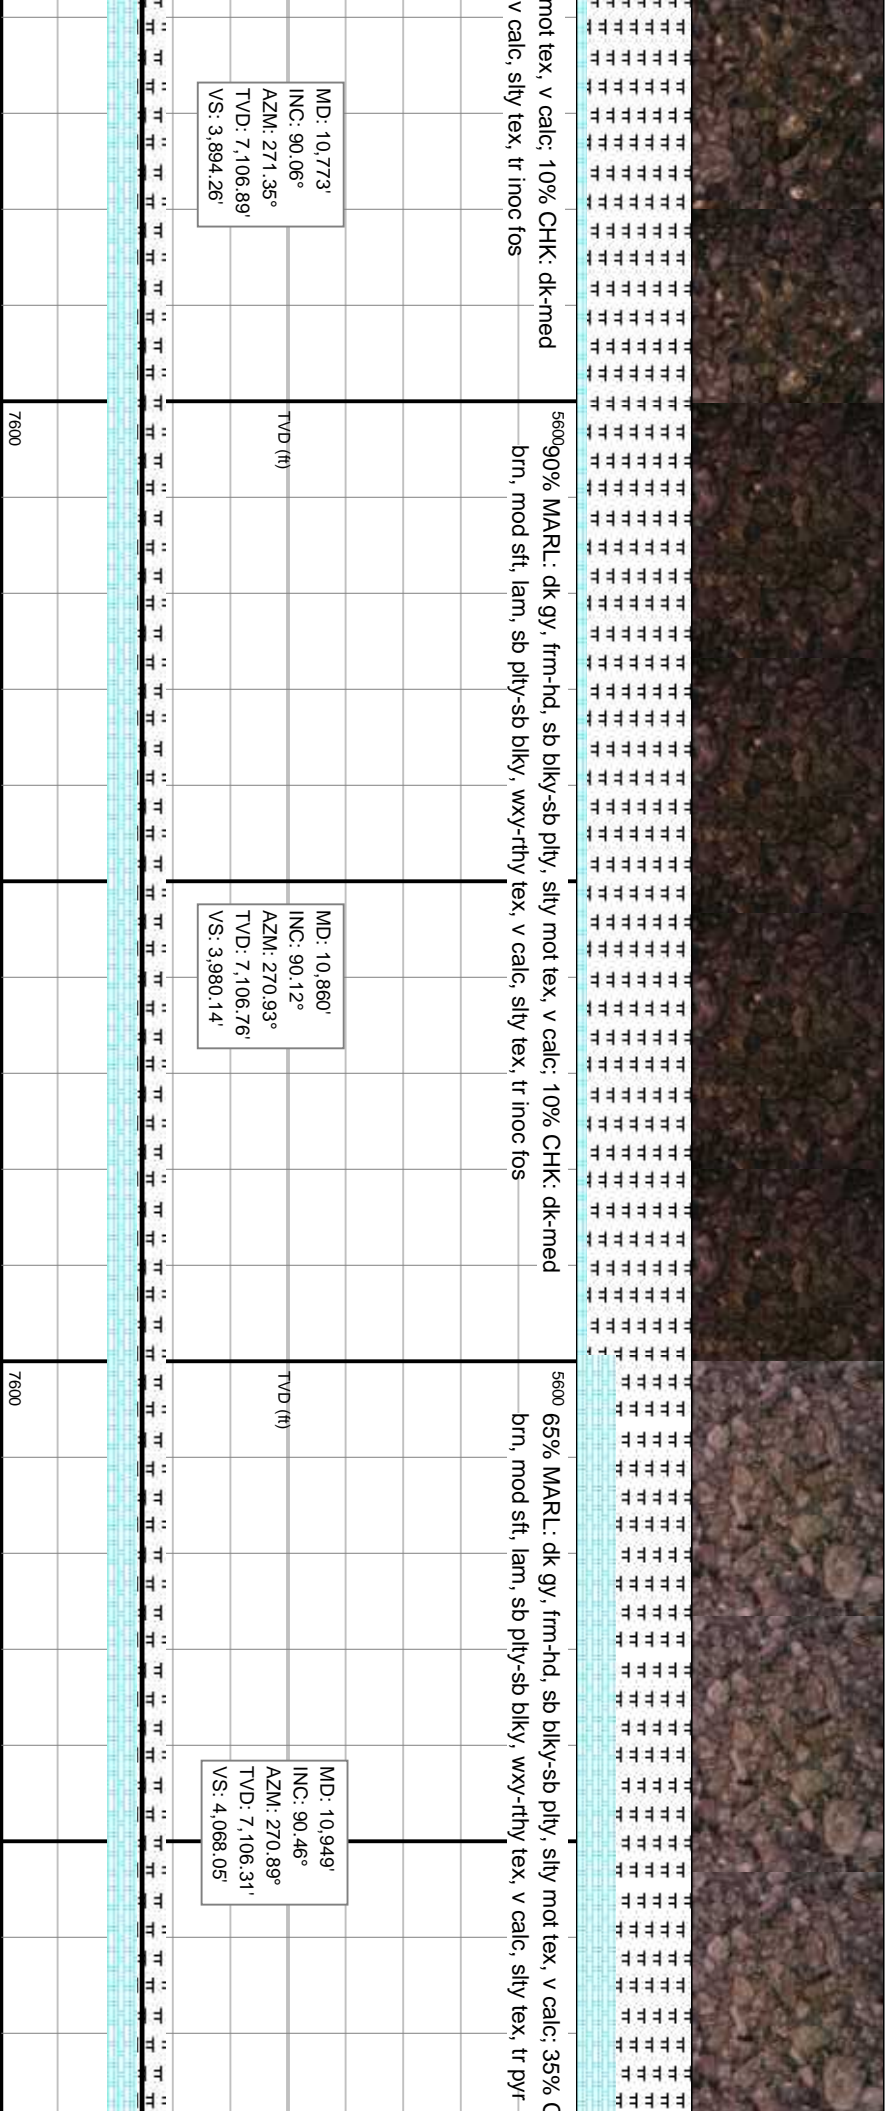 mot tex, v calc; 10% CHK: dk-med
v calc, slty tex, tr inoc fos
MD: 10,773'
INC: 90.06°
AZM: 271.35°
TVD: 7,106.89'
VS: 3,894.26'
5600
TVD (ft)
7600
90% MARL: dk gy, frm-hd, sb blky-sb plty, slty mot tex, v calc; 10% CHK: dk-med
brn, mod sft, lam, sb plty-sb blky, wxy-rthy tex, v calc, slty tex, tr inoc fos
MD: 10,860'
INC: 90.12°
AZM: 270.93°
TVD: 7,106.76'
VS: 3,980.14'
5600
TVD (ft)
7600
65% MARL: dk gy, frm-hd, sb blky-sb plty, slty mot tex, v calc; 35% C
brn, mod sft, lam, sb plty-sb blky, wxy-rthy tex, v calc, slty tex, tr pyr
MD: 10,949'
INC: 90.46°
AZM: 270.89°
TVD: 7,106.31'
VS: 4,068.05'